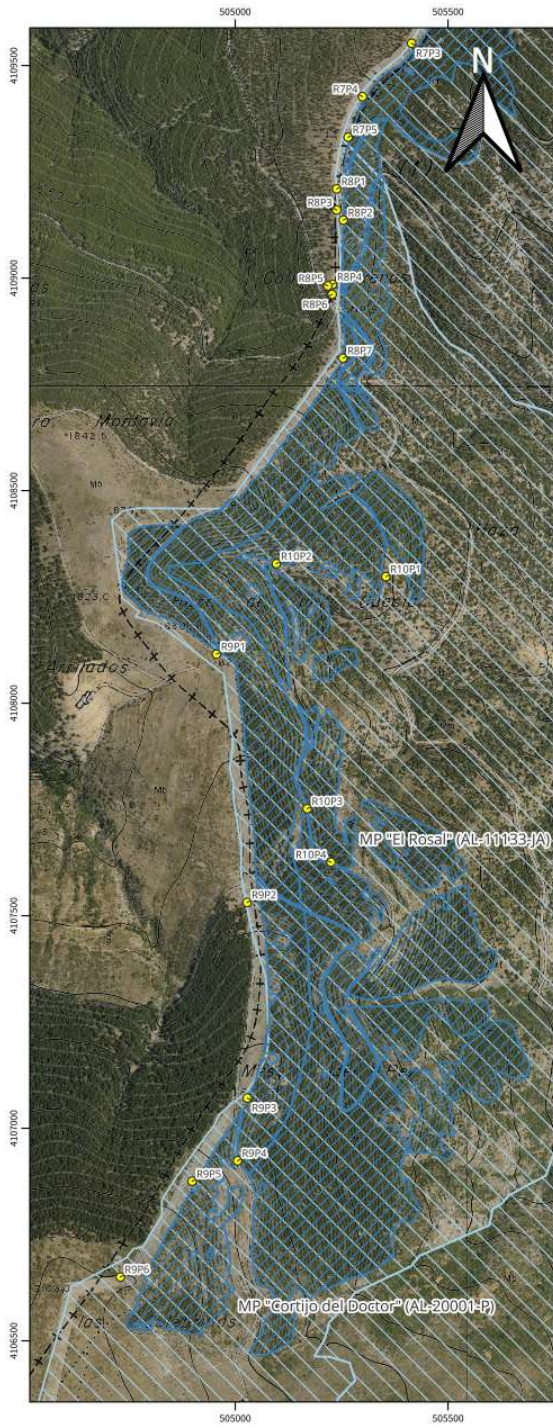 505000
505500
4109500
R7P3
N
R7P4
R7P5
R8P1
R8P3
R8P2
4109000
R8P5
R8P4
R8P6
R8P7
Montavia
1842,5
4108500
R10P2
R10P1
R9P1
4108000
R10P3
MP "El Rosal" (AL-11133-JA)
R10P4
R9P2
4107500
R9P3
4107000
R9P4
R9P5
R9P6
MP "Cortijo del Doctor" (AL-20001-P)
4106500
505000
505500